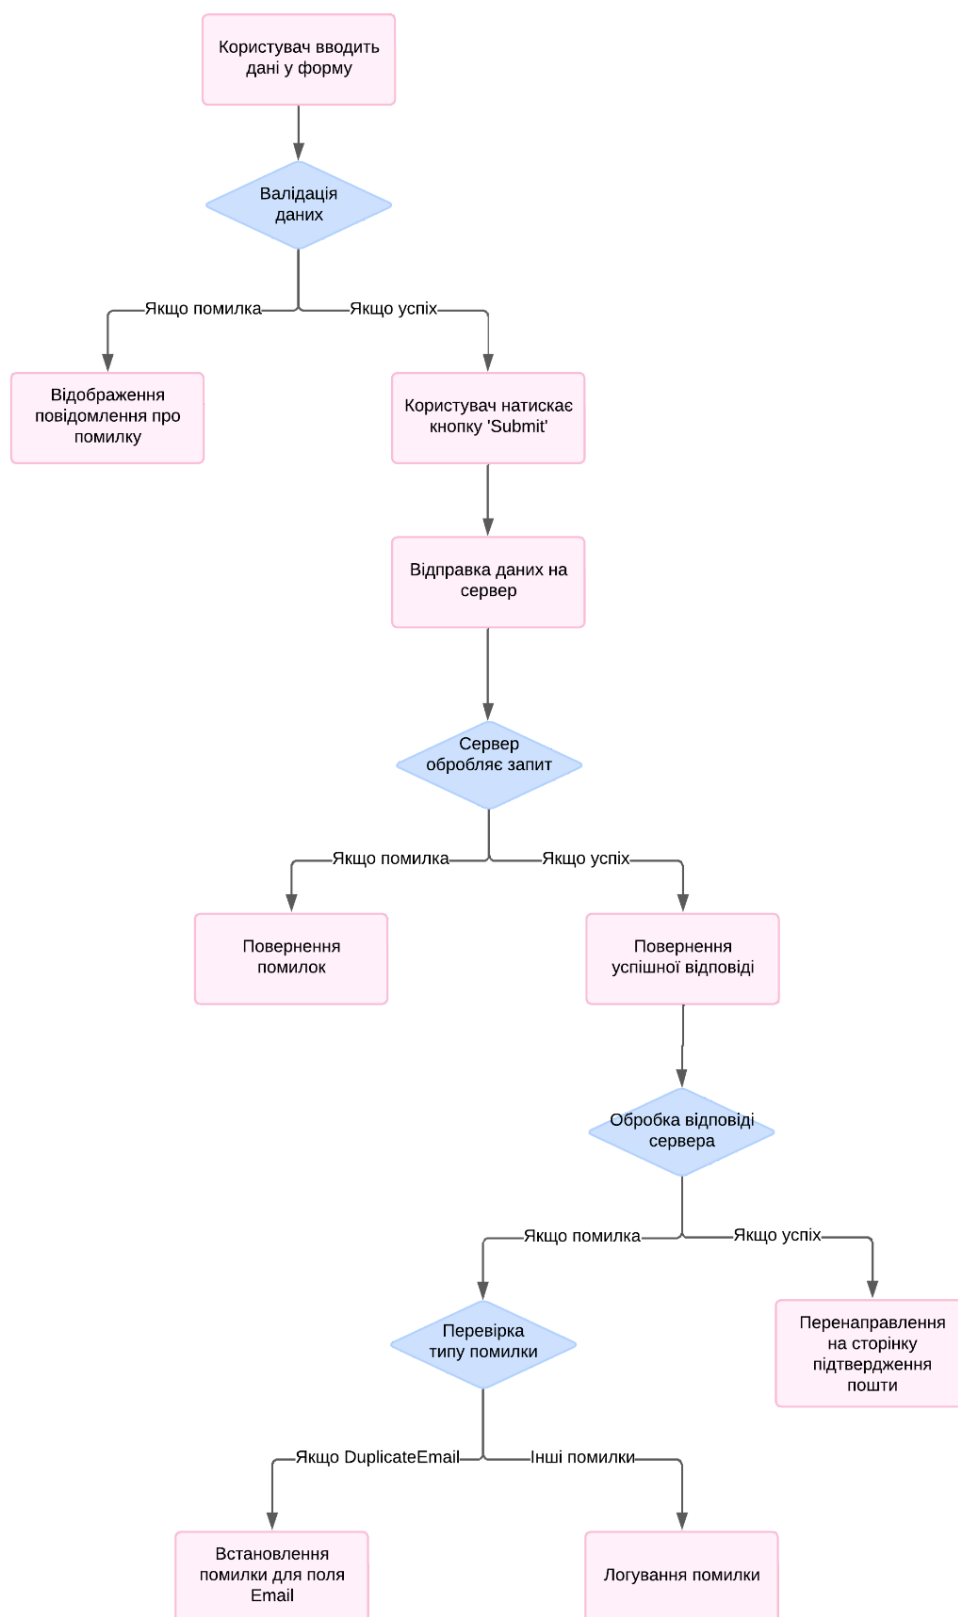 Користувач вводить
дані у форму
Валідація
даних
Якщо помилка
Якщо успіх
Відображення
повідомлення про
помилку
Користувач натискає
кнопку 'Submit'
Відправка даних на
сервер
Сервер
обробляє запит
Якщо помилка
Якщо успіх
Повернення
помилок
Повернення
успішної відповіді
Обробка відповіді
сервера
Якщо помилка
Якщо успіх
Перевірка
типу помилки
Перенаправлення
на сторінку
підтвердження
пошти
Якщо DuplicateEmail
Інші помилки
Встановлення
помилки для поля
Email
Логування помилки